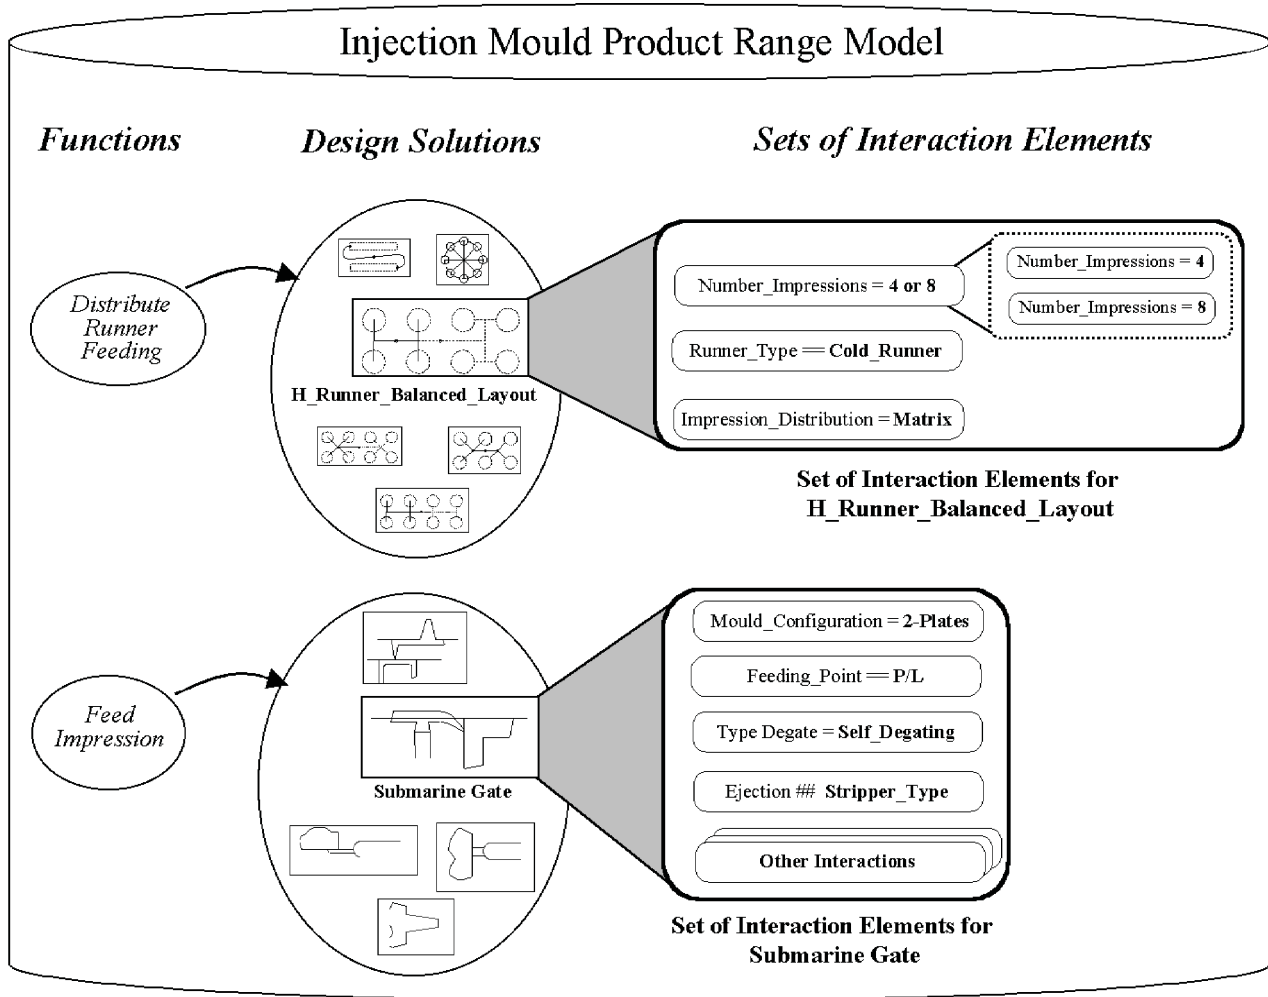 Injection Mould Product Range Model
Functions
Design Solutions
Sets of Interaction Elements
Distribute
Runner
Feeding
H_Runner_Balanced_Layout
Number_Impressions = 4 or 8
Number_Impressions = 4
Number_Impressions = 8
Runner_Type == Cold_Runner
Impression_Distribution = Matrix
Set of Interaction Elements for
H_Runner_Balanced_Layout
Feed
Impression
Submarine Gate
Mould_Configuration = 2-Plates
Feeding_Point == P/L
Type Degate = Self_Degating
Ejection ## Stripper_Type
Other Interactions
Set of Interaction Elements for
Submarine Gate